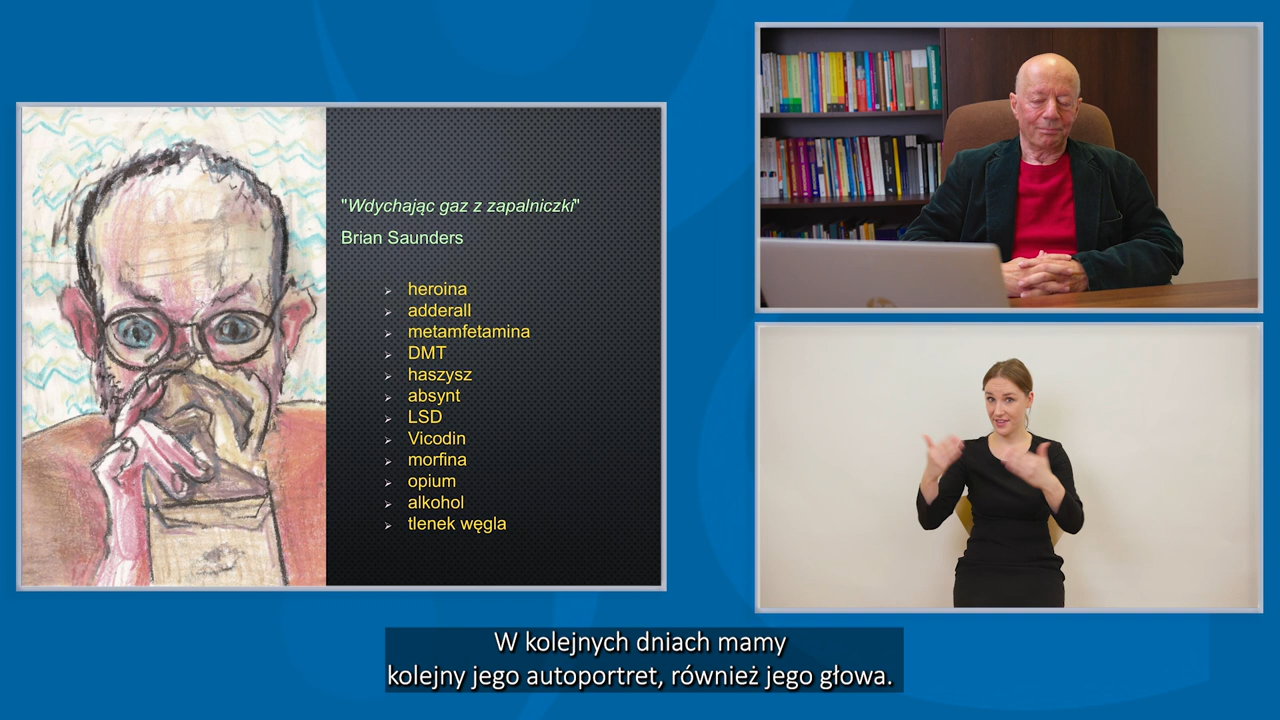 "Wdychając gaz z zapalniczki"
Brian Saunders
heroina
adderall
metamfetamina
DMT
haszysz
absynt
LSD
Vicodin
morfina
opium
alkohol
tlenek węgla
W kolejnych dniach mamy
kolejny jego autoportret, również jego głowa.